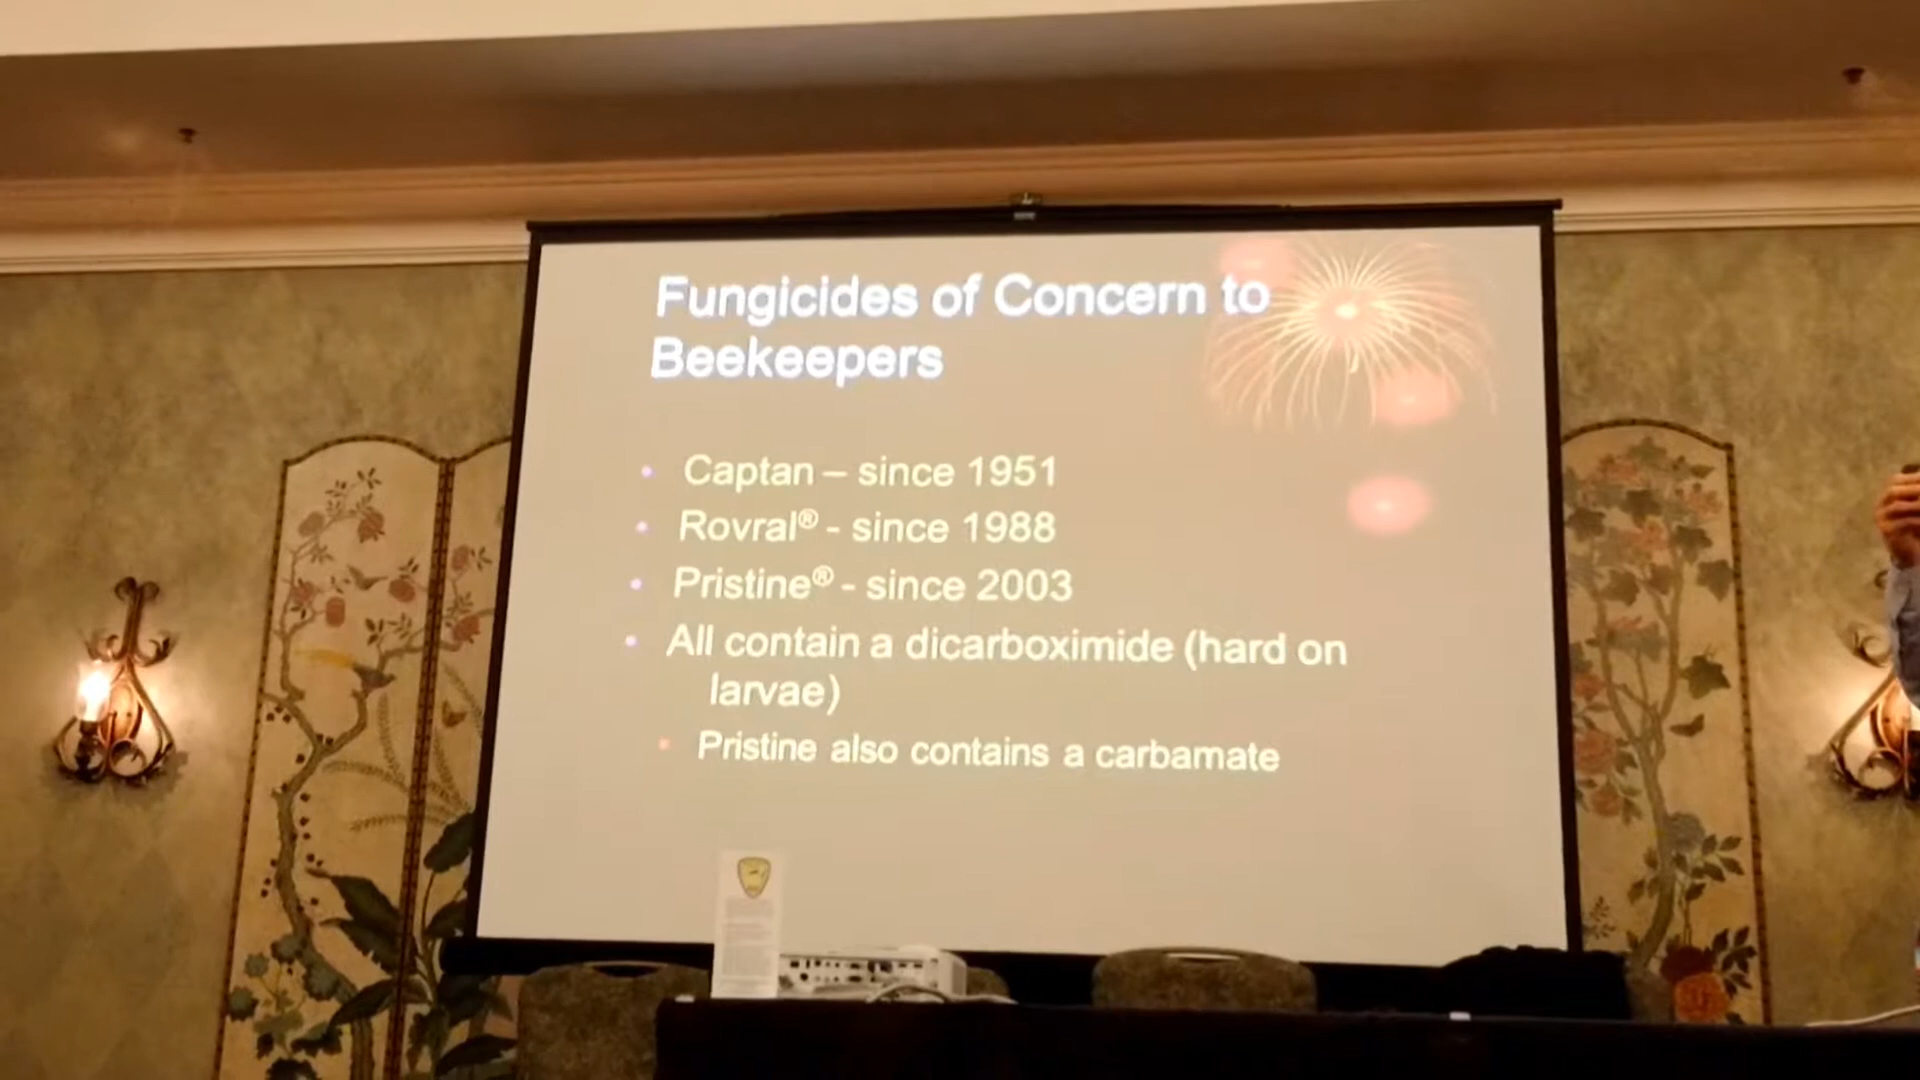 Fungicides of Concern to
Beekeepers
• Captan – since 1951
• Rovral® - since 1988
• Pristine® - since 2003
• All contain a dicarboximide (hard on
larvae)
• Pristine also contains a carbamate